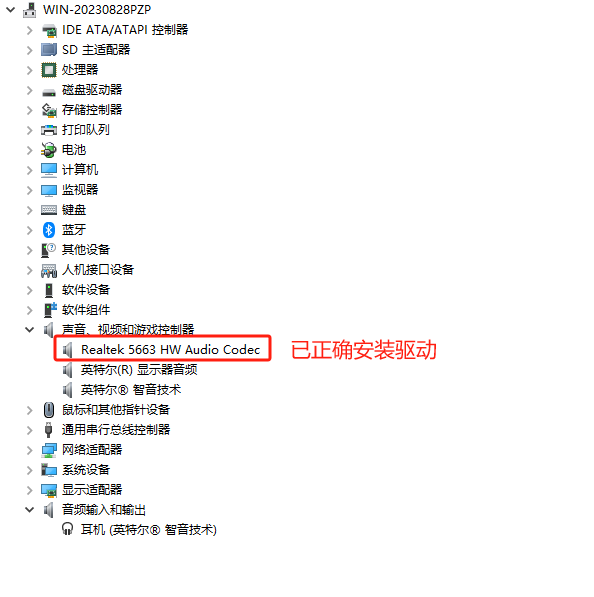 WIN-20230828PZP
IDE ATA/ATAPI 控制器
SD 主适配器
处理器
磁盘驱动器
存储控制器
打印队列
电池
计算机
监视器
键盘
蓝牙
其他设备
人机接口设备
软件设备
软件组件
声音、视频和游戏控制器
Realtek 5663 HW Audio Codec 已正确安装驱动
英特尔(R) 显示器音频
英特尔® 智音技术
鼠标和其他指针设备
通用串行总线控制器
网络适配器
系统设备
显示适配器
音频输入和输出
耳机 (英特尔® 智音技术)